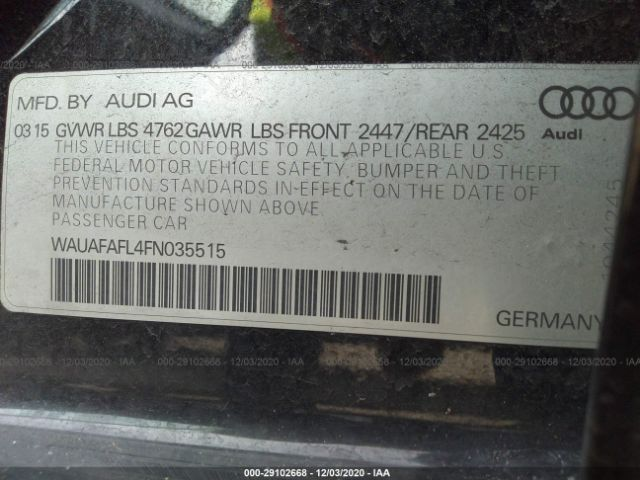 MFD. BY AUDI AG
03 15 GVWR LBS 4762 GAWR LBS FRONT 2447/REAR 2425
Audi
THIS VEHICLE CONFORMS TO ALL APPLICABLE U.S.
FEDERAL MOTOR VEHICLE SAFETY, BUMPER AND THEFT
PREVENTION STANDARDS IN-EFFECT ON THE DATE OF
MANUFACTURE SHOWN ABOVE.
PASSENGER CAR
WAUAFAFL4FN035515
GERMANY
000-29102668 - 12/03/2020 - IAA